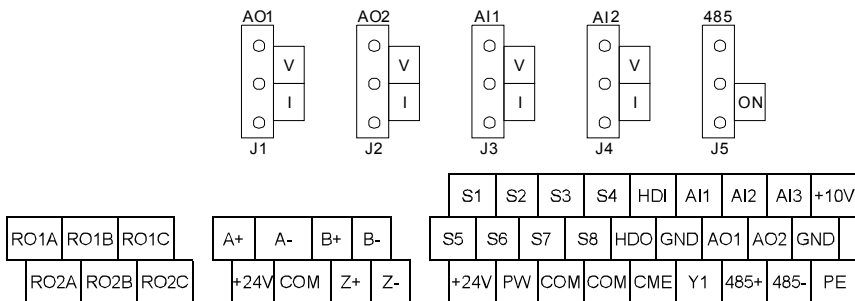 AO1 AO2 AI1 AI2 485
V V V V
I I I I ON
J1 J2 J3 J4 J5
S1 S2 S3 S4 HDI AI1 AI2 AI3 +10V
RO1A RO1B RO1C A+ A- B+ B- S5 S6 S7 S8 HDO GND AO1 AO2 GND
RO2A RO2B RO2C +24V COM Z+ Z- +24V PW COM COM CME Y1 485+ 485- PE